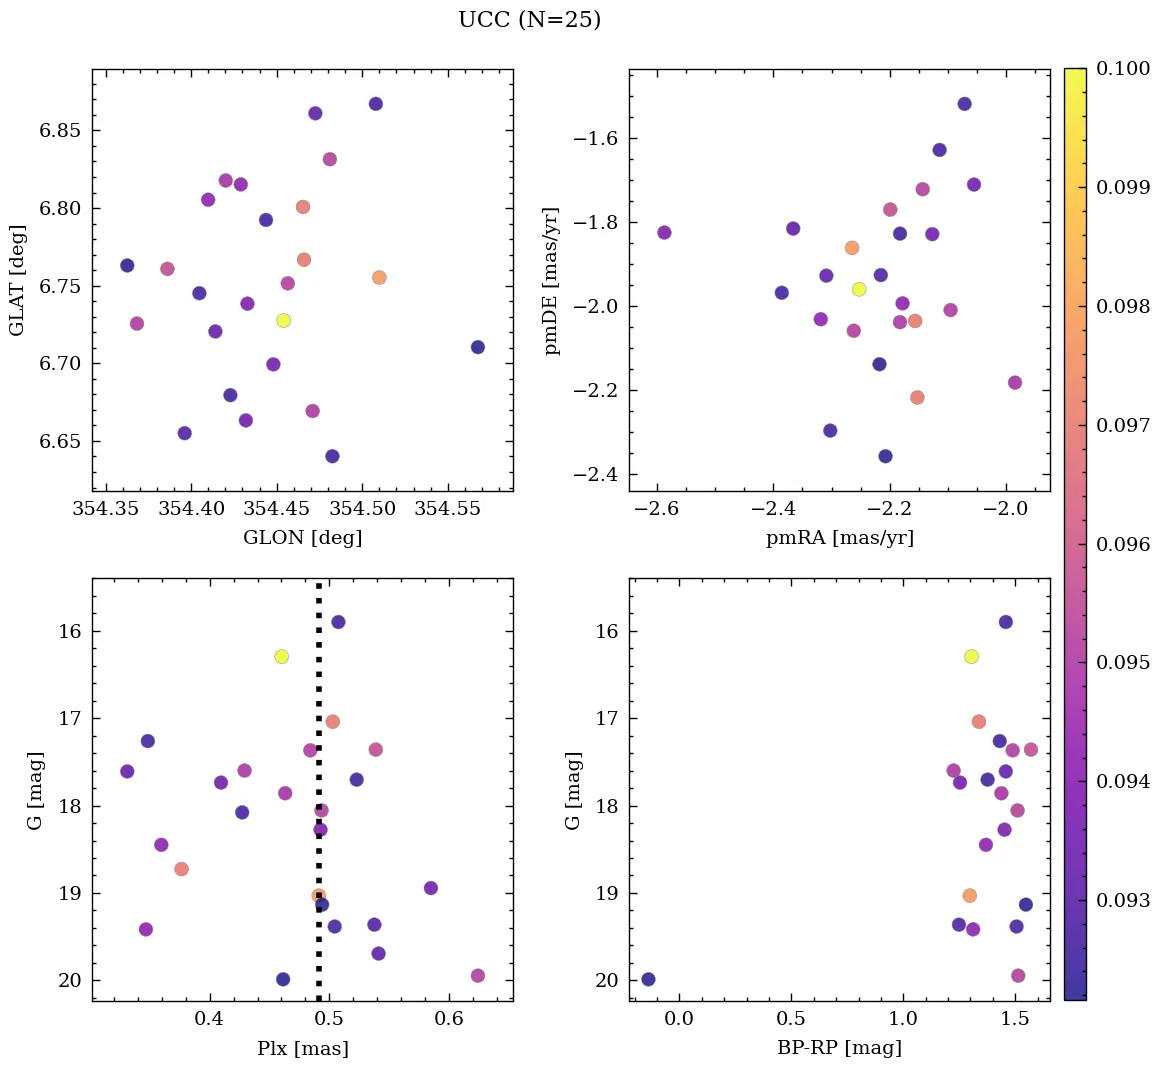 UCC (N=25)
6.85
6.80
6.75
6.70
6.65
GLAT [deg]
354.35 354.40 354.45 354.50 354.55
GLON [deg]
−1.6
−1.8
−2.0
−2.2
−2.4
pmDE [mas/yr]
−2.6 −2.4 −2.2 −2.0
pmRA [mas/yr]
16
17
18
19
20
G [mag]
0.4 0.5 0.6
Plx [mas]
16
17
18
19
20
G [mag]
0.0 0.5 1.0 1.5
BP-RP [mag]
0.100
0.099
0.098
0.097
0.096
0.095
0.094
0.093